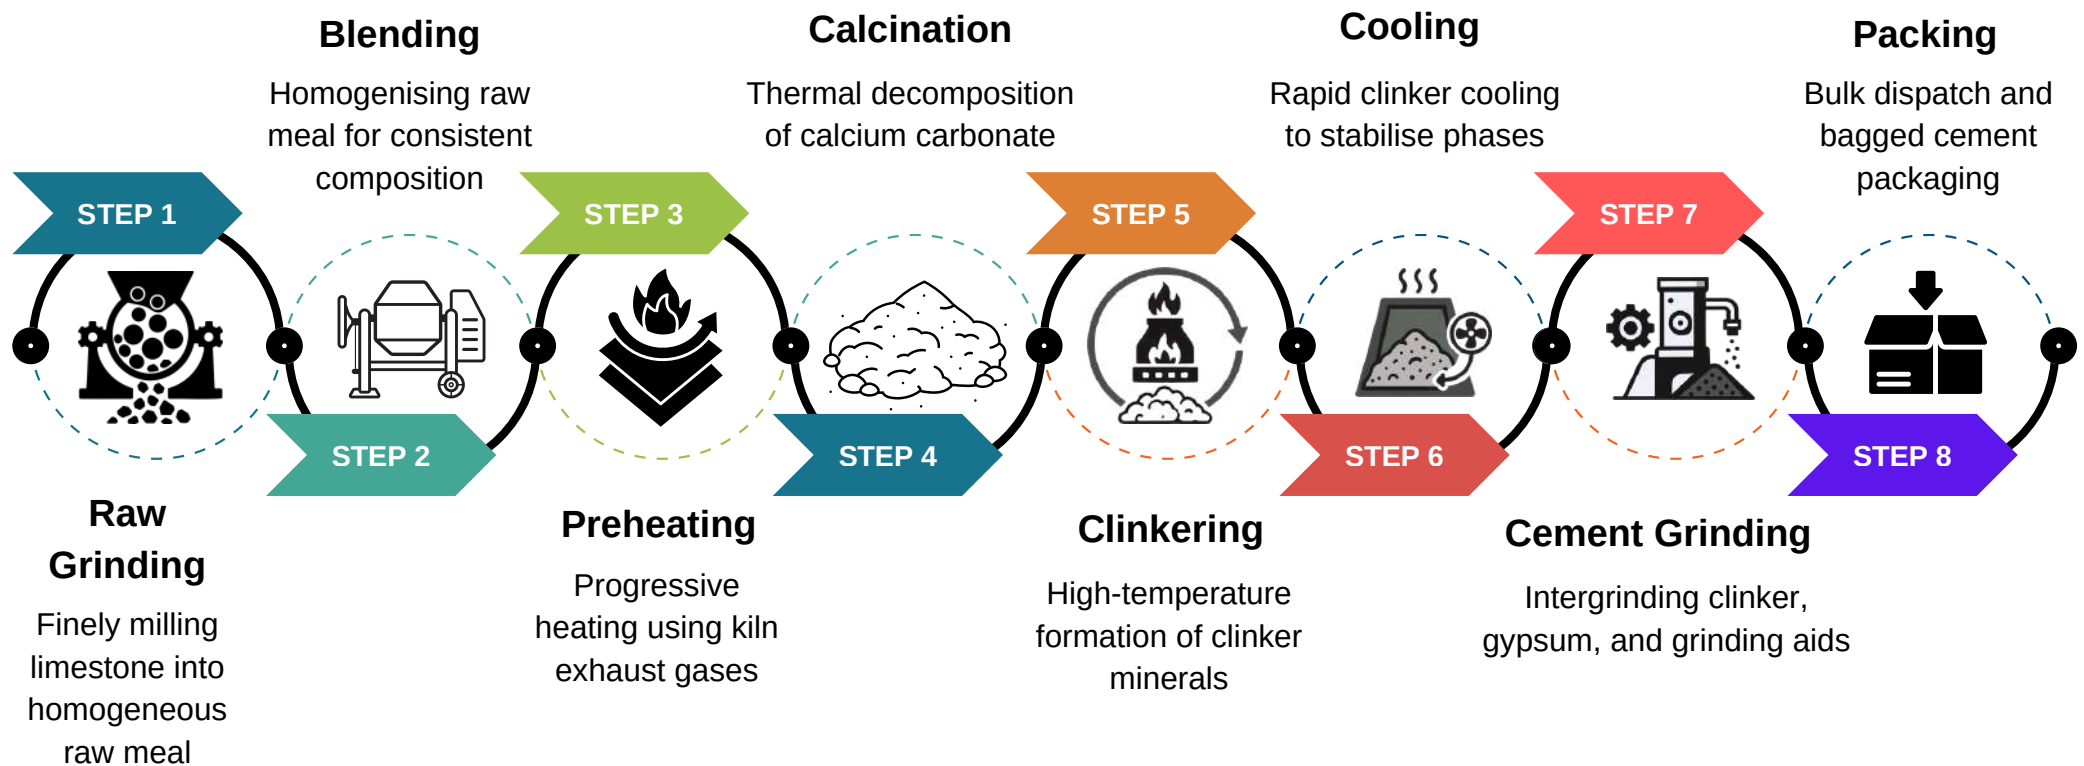 STEP 1
Raw
Grinding
Finely milling
limestone into
homogeneous
raw meal
Blending
Homogenising raw
meal for consistent
composition
STEP 2
STEP 3
Preheating
Progressive
heating using kiln
exhaust gases
Calcination
Thermal decomposition
of calcium carbonate
STEP 4
STEP 5
Clinkering
High-temperature
formation of clinker
minerals
Cooling
Rapid clinker cooling
to stabilise phases
STEP 6
STEP 7
Cement Grinding
Intergrinding clinker,
gypsum, and grinding aids
Packing
Bulk dispatch and
bagged cement
packaging
STEP 8